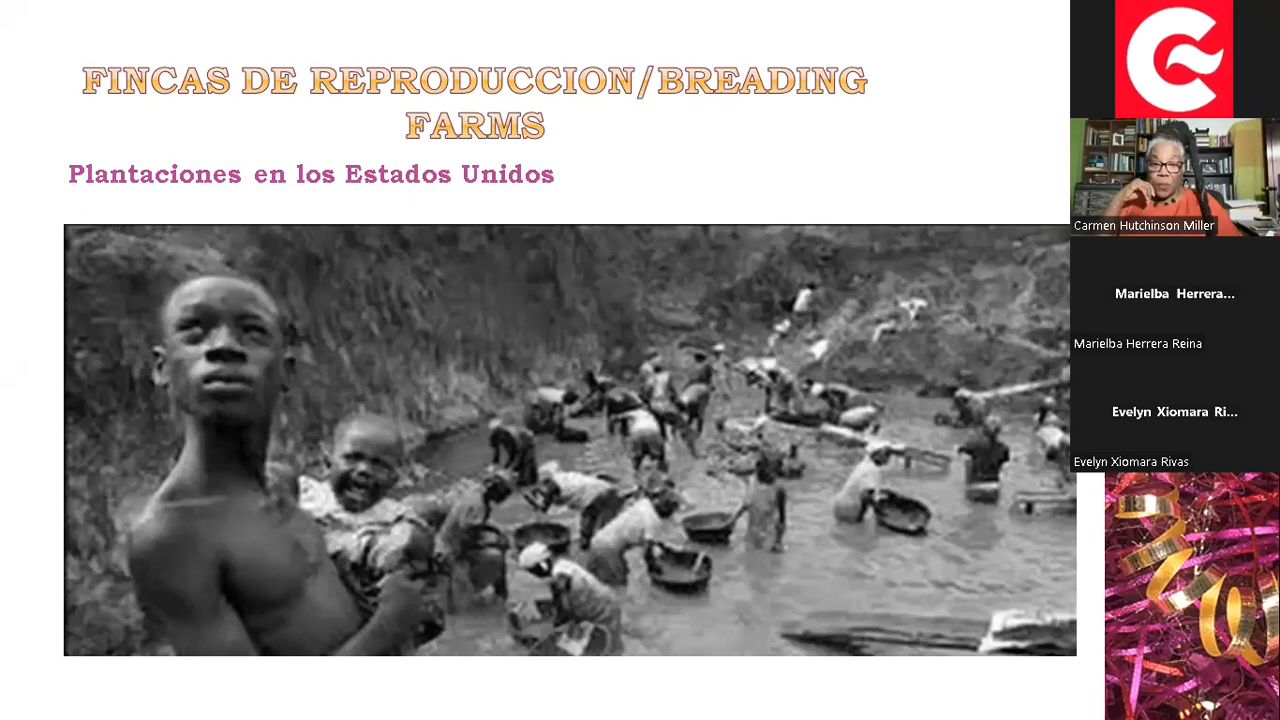 FINCAS DE REPRODUCCION/BREADING
FARMS
Plantaciones en los Estados Unidos
Carmen Hutchinson Miller
Marielba Herrera...
Marielba Herrera Reina
Evelyn Xiomara Ri...
Evelyn Xiomara Rivas